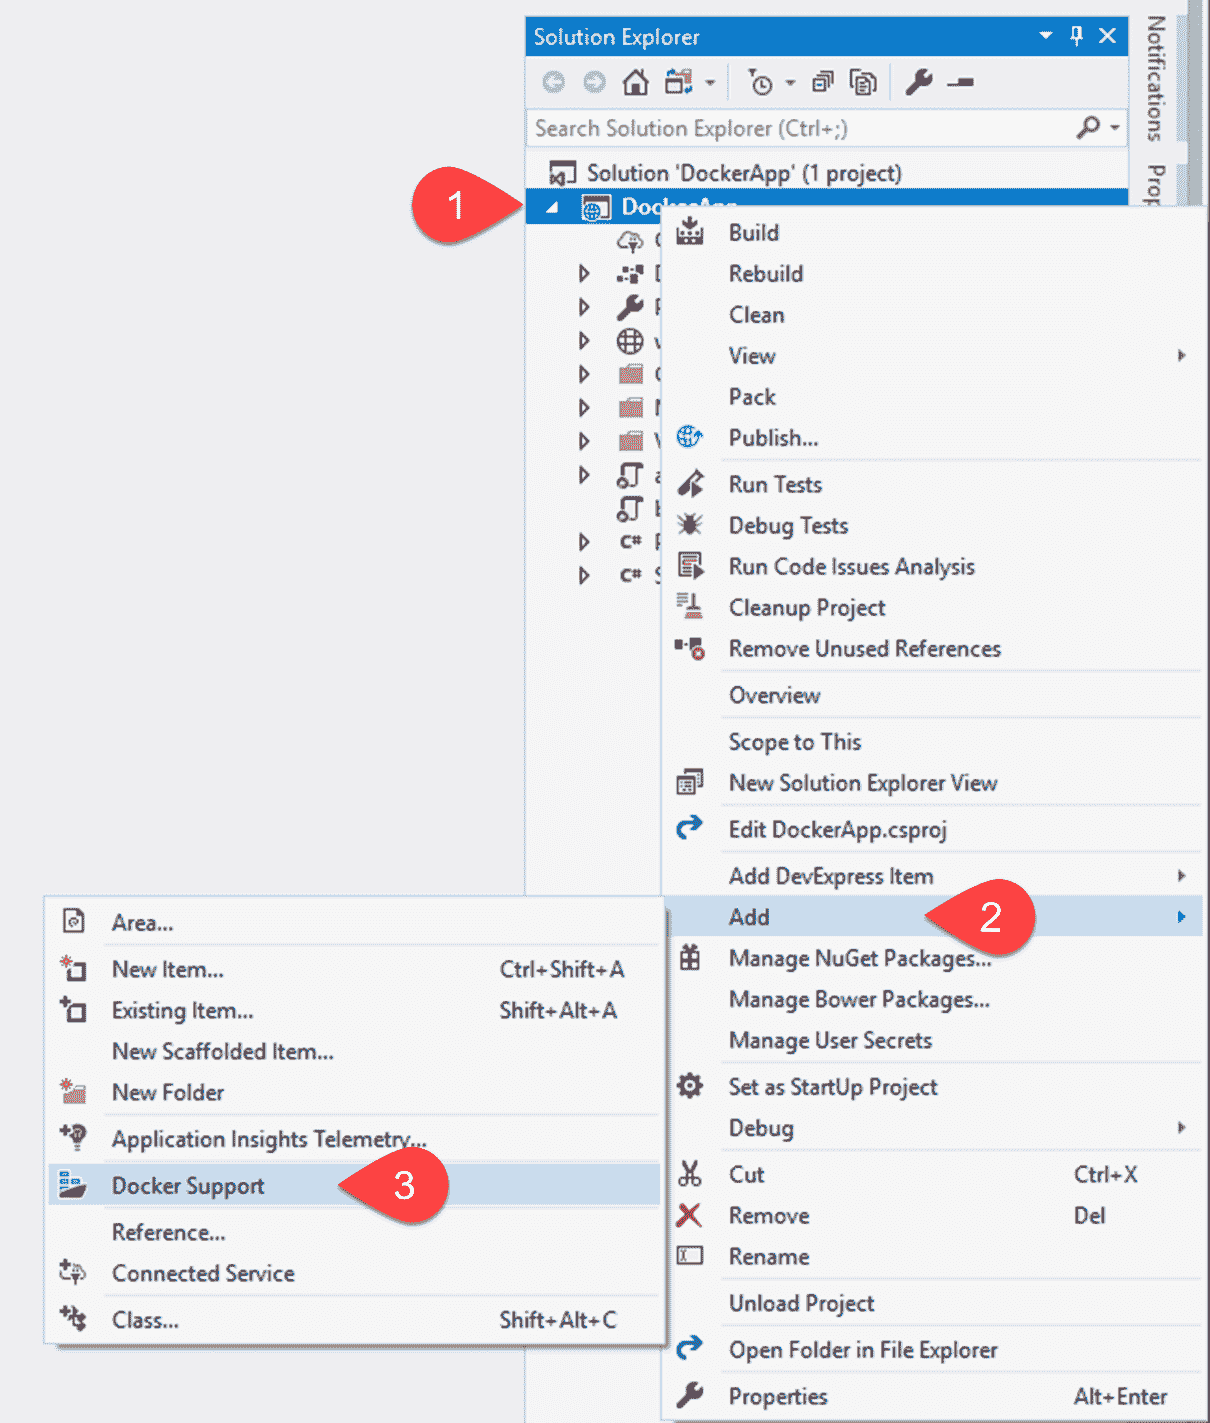 Solution Explorer
Notifications
Search Solution Explorer (Ctrl+;)
Solution 'DockerApp' (1 project)
1
Build
Rebuild
Clean
View
Pack
Publish...
Run Tests
Debug Tests
C#
Run Code Issues Analysis
C#
Cleanup Project
Remove Unused References
Overview
Scope to This
New Solution Explorer View
Edit DockerApp.csproj
Add DevExpress Item
Add
2
Manage NuGet Packages...
Manage Bower Packages...
Manage User Secrets
Set as StartUp Project
Debug
Cut Ctrl+X
Remove Del
Rename
Unload Project
Open Folder in File Explorer
Properties Alt+Enter
Area...
New Item... Ctrl+Shift+A
Existing Item... Shift+Alt+A
New Scaffolded Item...
New Folder
Application Insights Telemetry...
Docker Support
3
Reference...
Connected Service
Class... Shift+Alt+C